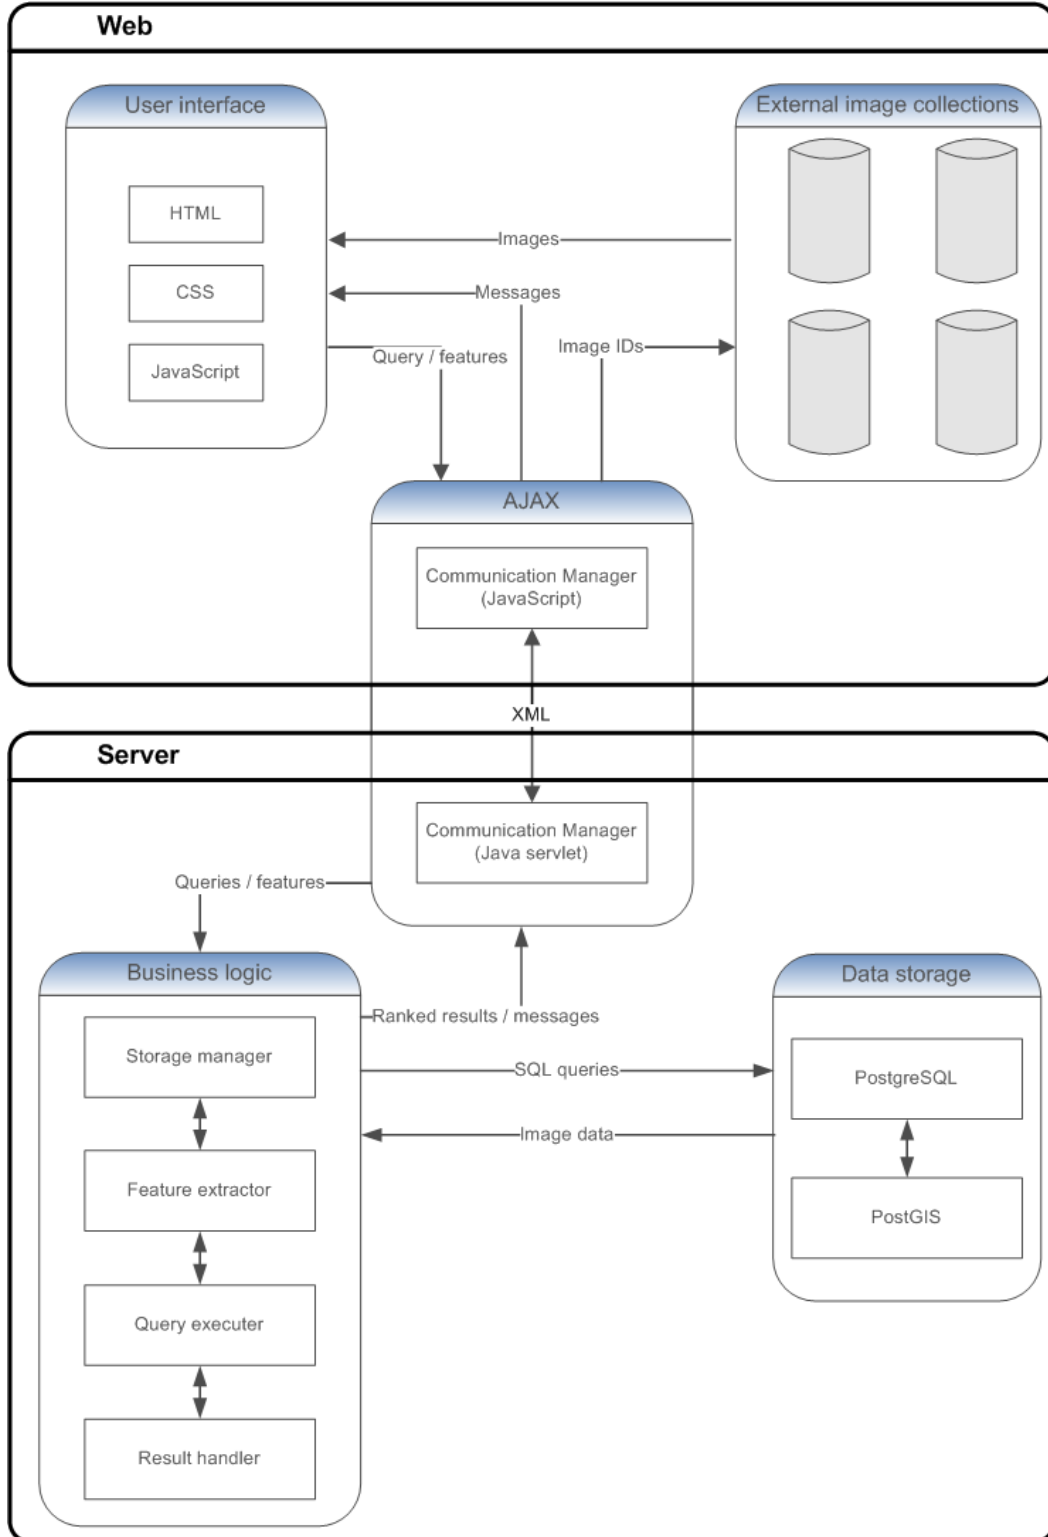 Web
User interface
External image collections
HTML
Images
CSS
Messages
JavaScript
Query / features
Image IDs
AJAX
Communication Manager
(JavaScript)
XML
Server
Communication Manager
(Java servlet)
Queries / features
Business logic
Data storage
Ranked results / messages
Storage manager
SQL queries
PostgreSQL
Image data
Feature extractor
PostGIS
Query executer
Result handler